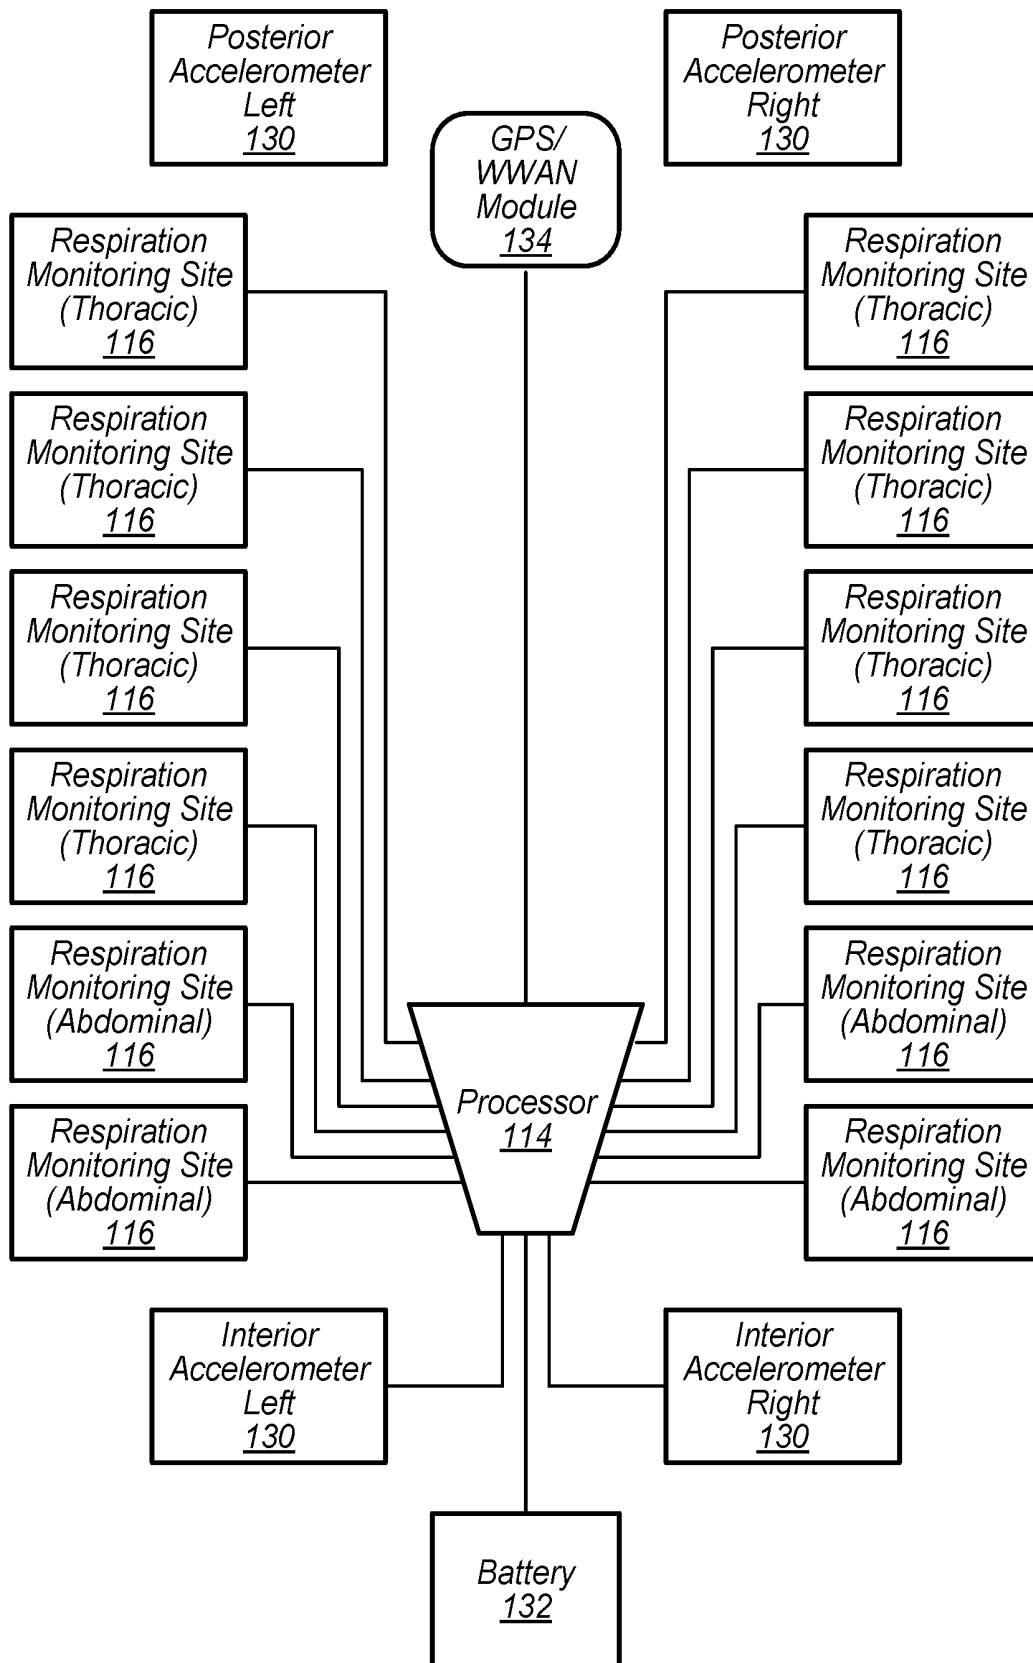 Posterior
Accelerometer
Left
130
Posterior
Accelerometer
Right
130
GPS/
WWAN
Module
134
Respiration
Monitoring Site
(Thoracic)
116
Respiration
Monitoring Site
(Thoracic)
116
Respiration
Monitoring Site
(Thoracic)
116
Respiration
Monitoring Site
(Thoracic)
116
Respiration
Monitoring Site
(Thoracic)
116
Respiration
Monitoring Site
(Thoracic)
116
Respiration
Monitoring Site
(Thoracic)
116
Respiration
Monitoring Site
(Thoracic)
116
Respiration
Monitoring Site
(Abdominal)
116
Respiration
Monitoring Site
(Abdominal)
116
Processor
114
Respiration
Monitoring Site
(Abdominal)
116
Respiration
Monitoring Site
(Abdominal)
116
Interior
Accelerometer
Left
130
Interior
Accelerometer
Right
130
Battery
132